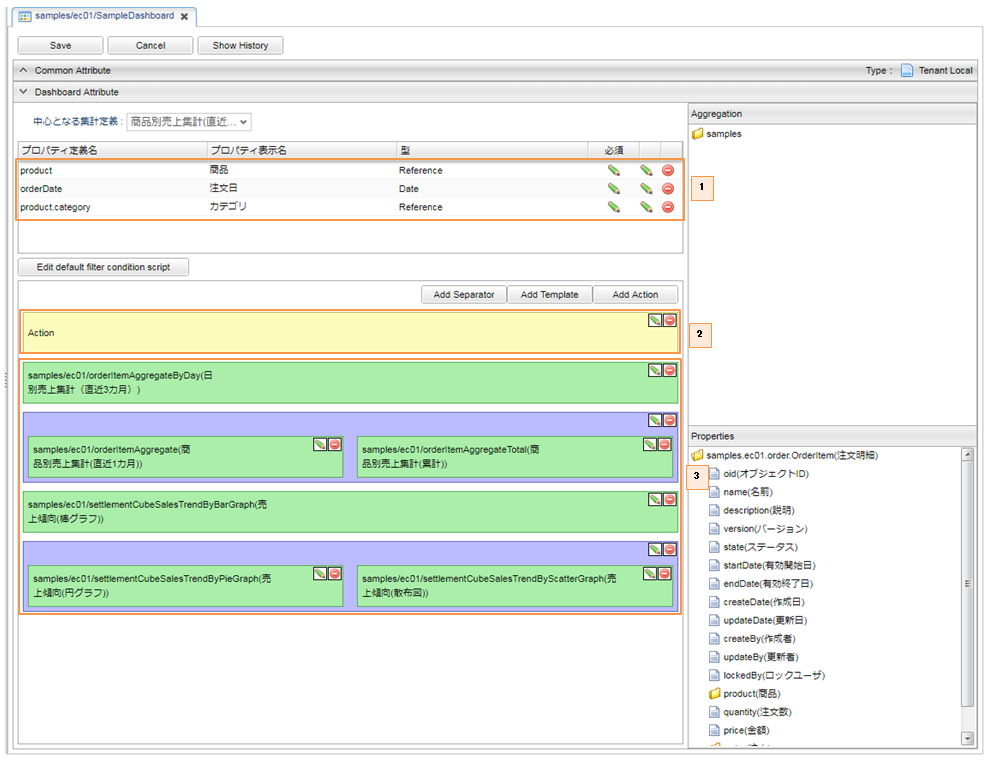 samples/ec01/SampleDashboard
Save
Cancel
Show History
Common Attribute
Type :
Tenant Local
Dashboard Attribute
中心となる集計定義 :
商品別売上集計(直近...
プロパティ定義名
プロパティ表示名
型
必須
product
商品
Reference
orderDate
注文日
Date
product.category
カテゴリ
Reference
1
Edit default filter condition script
Add Separator
Add Template
Add Action
Action
2
samples/ec01/orderItemAggregateByDay(日
別売上集計（直近3カ月）)
samples/ec01/orderItemAggregate(商
品別売上集計(直近1カ月))
samples/ec01/orderItemAggregateTotal(商
品別売上集計(累計))
samples/ec01/settlementCubeSalesTrendByBarGraph(売
上傾向(棒グラフ))
samples/ec01/settlementCubeSalesTrendByPieGraph(売
上傾向(円グラフ))
samples/ec01/settlementCubeSalesTrendByScatterGraph(売
上傾向(散布図))
Aggregation
samples
Properties
samples.ec01.order.OrderItem(注文明細)
3
oid(オブジェクトID)
name(名前)
description(説明)
version(バージョン)
state(ステータス)
startDate(有効開始日)
endDate(有効終了日)
createDate(作成日)
updateDate(更新日)
createBy(作成者)
updateBy(更新者)
lockedBy(ロックユーザ)
product(商品)
quantity(注文数)
price(金額)